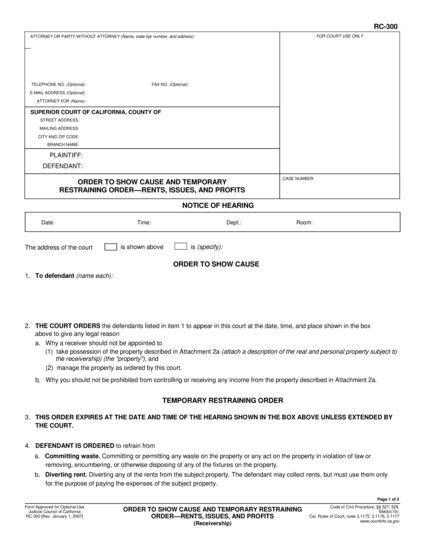 RC-300
ATTORNEY OR PARTY WITHOUT ATTORNEY (Name, state bar number, and address):
FOR COURT USE ONLY
TELEPHONE NO. (Optional): FAX NO. (Optional):
E-MAIL ADDRESS (Optional):
ATTORNEY FOR (Name):
SUPERIOR COURT OF CALIFORNIA, COUNTY OF
STREET ADDRESS:
MAILING ADDRESS:
CITY AND ZIP CODE:
BRANCH NAME:
PLAINTIFF:
DEFENDANT:
ORDER TO SHOW CAUSE AND TEMPORARY
RESTRAINING ORDER—RENTS, ISSUES, AND PROFITS
CASE NUMBER:
NOTICE OF HEARING
Date: Time: Dept.: Room:
The address of the court is shown above is (specify):
ORDER TO SHOW CAUSE
1. To defendant (name each):
2. THE COURT ORDERS the defendants listed in item 1 to appear in this court at the date, time, and place shown in the box
above to give any legal reason
a. Why a receiver should not be appointed to
(1) take possession of the property described in Attachment 2a (attach a description of the real and personal property subject to
the receivership) (the "property"), and
(2) manage the property as ordered by this court.
b. Why you should not be prohibited from controlling or receiving any income from the property described in Attachment 2a.
TEMPORARY RESTRAINING ORDER
3. THIS ORDER EXPIRES AT THE DATE AND TIME OF THE HEARING SHOWN IN THE BOX ABOVE UNLESS EXTENDED BY
THE COURT.
4. DEFENDANT IS ORDERED to refrain from
a. Committing waste. Committing or permitting any waste on the property or any act on the property in violation of law or
removing, encumbering, or otherwise disposing of any of the fixtures on the property.
b. Diverting rent. Diverting any of the rents from the subject property. The defendant may collect rents, but must use them only
for the purpose of paying the expenses of the subject property.
Page 1 of 2
Form Approved for Optional Use
Judicial Council of California
RC-300 [Rev. January 1, 2007]
ORDER TO SHOW CAUSE AND TEMPORARY RESTRAINING
ORDER—RENTS, ISSUES, AND PROFITS
(Receivership)
Code of Civil Procedure, §§ 527, 529,
564(b)(10);
Cal. Rules of Court, rules 3.1175, 3.1176, 3.1177
www.courtinfo.ca.gov